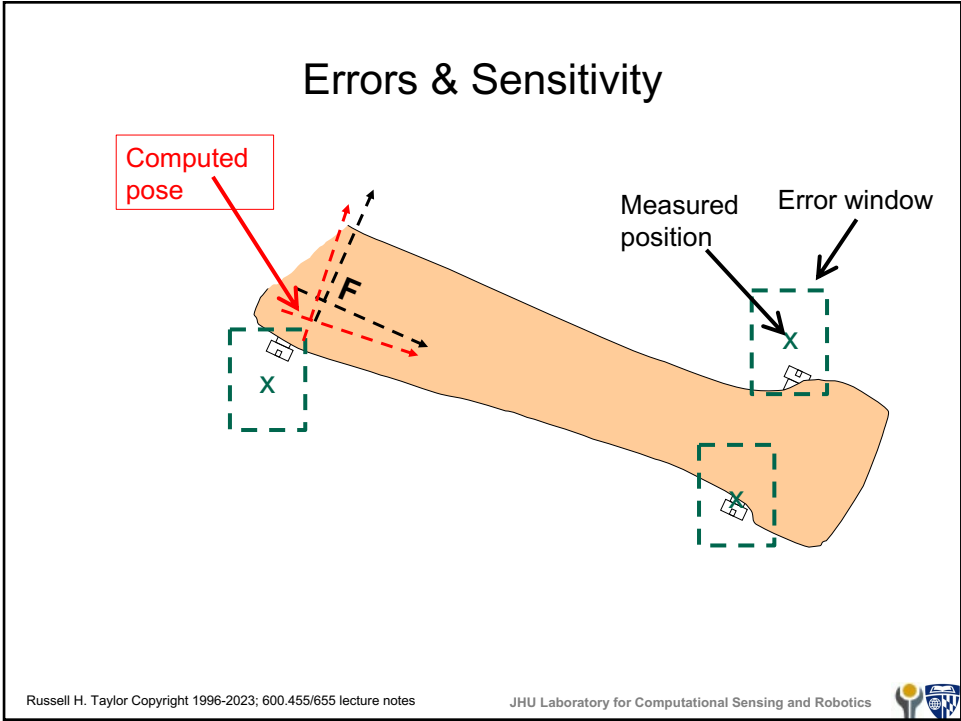 Errors & Sensitivity
Computed
pose
Measured
position
Error window
F
x
x
x
Russell H. Taylor Copyright 1996-2023; 600.455/655 lecture notes
JHU Laboratory for Computational Sensing and Robotics